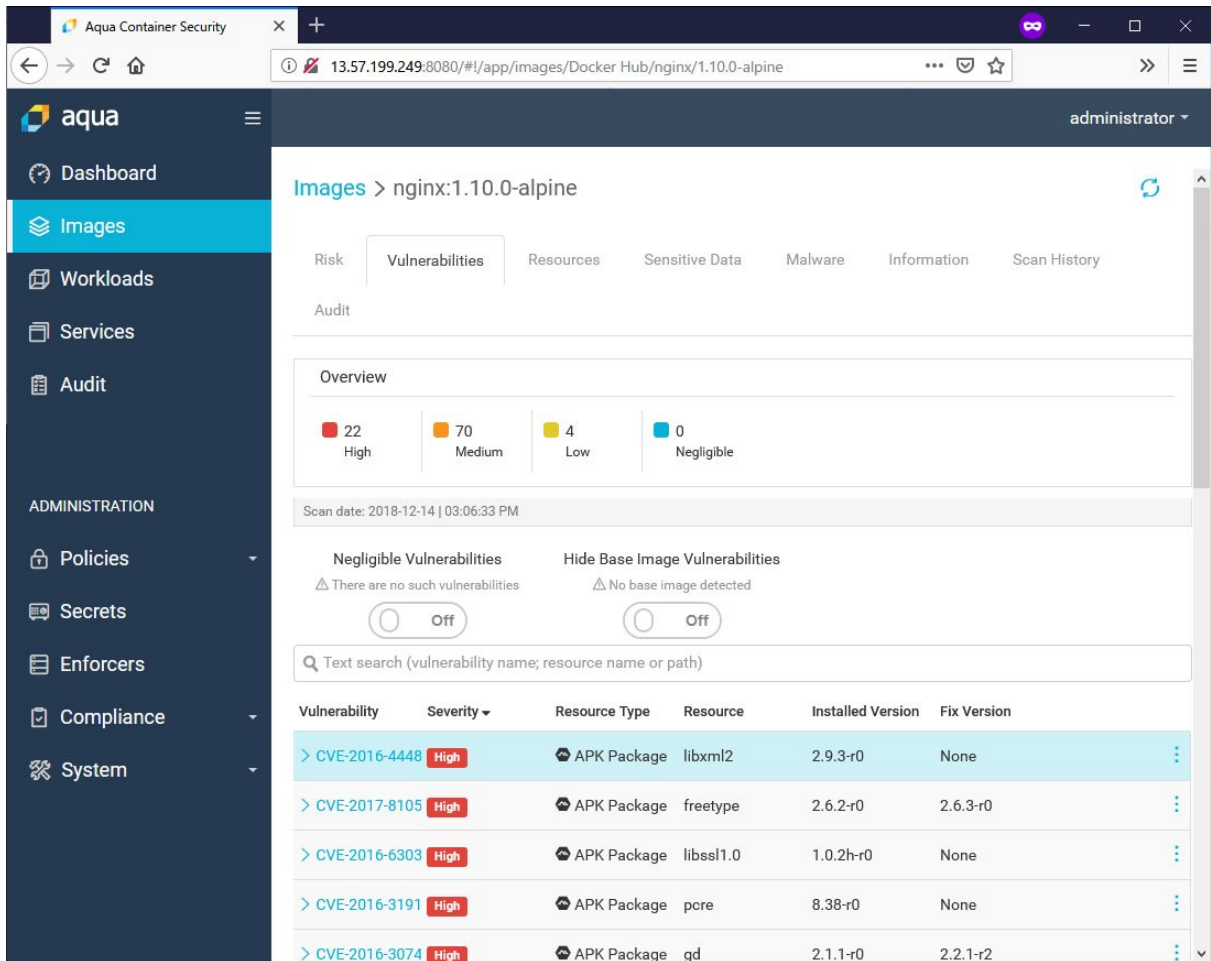 Aqua Container Security
13.57.199.249:8080/#!/app/images/Docker Hub/nginx/1.10.0-alpine
aqua
administrator
Dashboard
Images
Workloads
Services
Audit
ADMINISTRATION
Policies
Secrets
Enforcers
Compliance
System
Images > nginx:1.10.0-alpine
Risk Vulnerabilities Resources Sensitive Data Malware Information Scan History
Audit
Overview
22 70 4 0
High Medium Low Negligible
Scan date: 2018-12-14 | 03:06:33 PM
Negligible Vulnerabilities Hide Base Image Vulnerabilities
There are no such vulnerabilities No base image detected
Off Off
Text search (vulnerability name; resource name or path)
Vulnerability Severity Resource Type Resource Installed Version Fix Version
> CVE-2016-4448 High APK Package libxml2 2.9.3-r0 None
> CVE-2017-8105 High APK Package freetype 2.6.2-r0 2.6.3-r0
> CVE-2016-6303 High APK Package libssl1.0 1.0.2h-r0 None
> CVE-2016-3191 High APK Package pcre 8.38-r0 None
> CVE-2016-3074 High APK Package gd 2.1.1-r0 2.2.1-r2